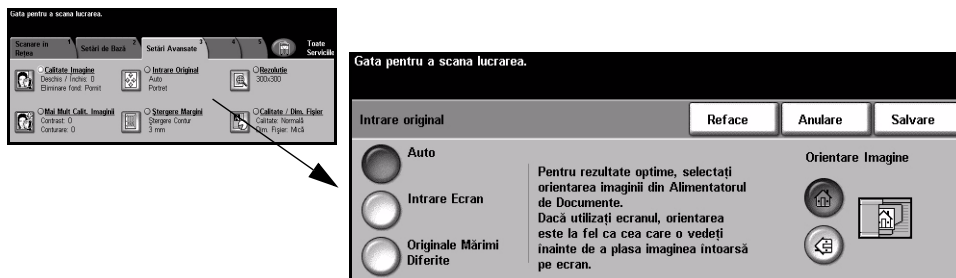 Gata pentru a scana lucrarea.
Scanare în Rețea 1
Setări de Bază 2
Setări Avansate 3
4
5
Toate Serviciile
Calitate Imagine
Deschis / Închis: 0
Eliminare fond: Pornit
Intrare Original
Auto
Portret
Rezoluție
300x300
Mai Mult Calit. Imaginii
Contrast: 0
Conturare: 0
Ștergere Margini
Ștergere Contur
3 mm
Calitate / Dim. Fișier
Calitate: Normală
Dim. Fișier: Mică
Gata pentru a scana lucrarea.
Intrare original
Reface
Anulare
Salvare
Auto
Intrare Ecran
Originale Mărimi
Diferite
Pentru rezultate optime, selectați
orientarea imaginii din Alimentatorul
de Documente.
Dacă utilizați ecranul, orientarea
este la fel ca cea care o vedeți
înainte de a plasa imaginea întoarsă
pe ecran.
Orientare Imagine